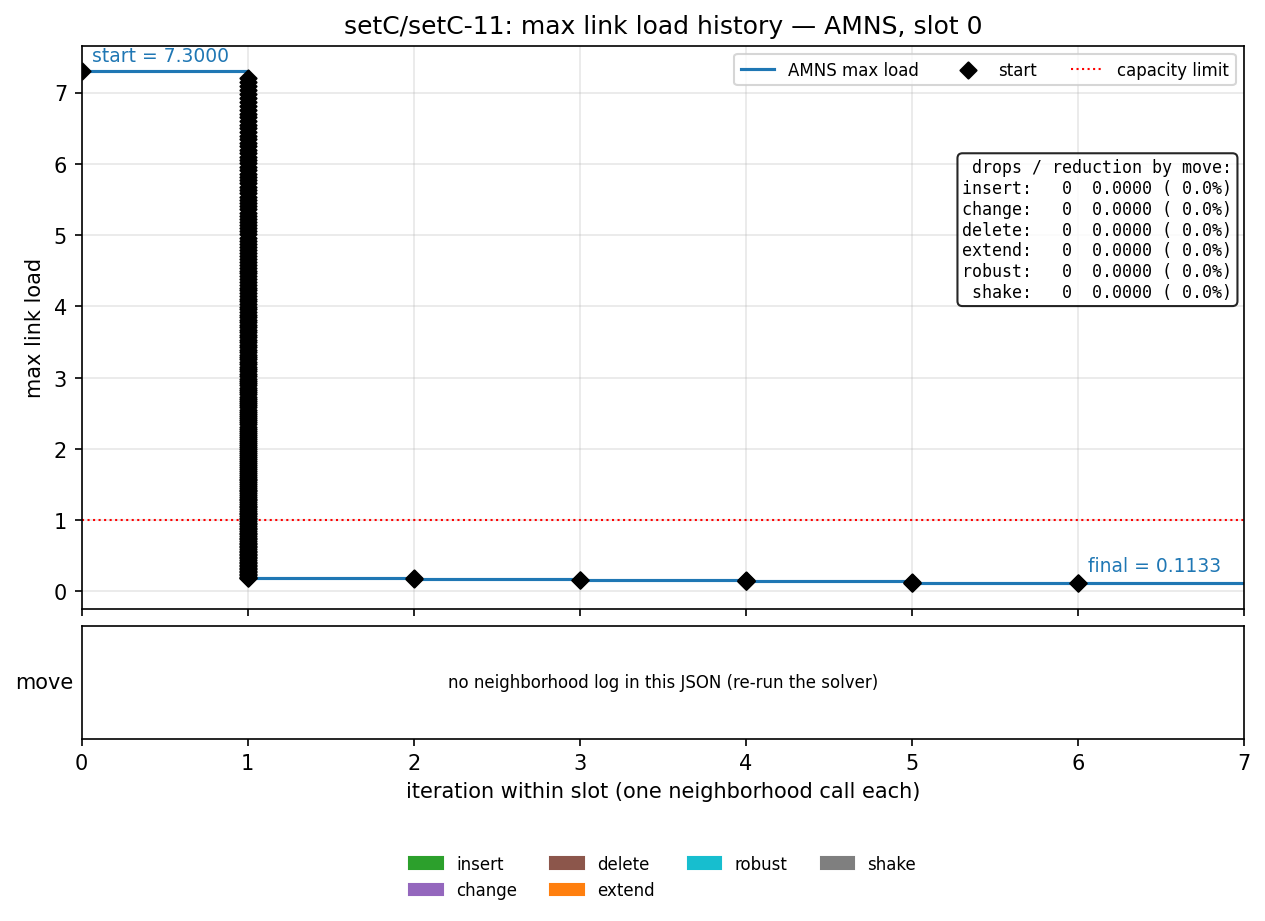 setC/setC-11: max link load history — AMNS, slot 0
start = 7.3000
AMNS max load
start
capacity limit
drops / reduction by move:
insert:   0  0.0000 ( 0.0%)
change:   0  0.0000 ( 0.0%)
delete:   0  0.0000 ( 0.0%)
extend:   0  0.0000 ( 0.0%)
robust:   0  0.0000 ( 0.0%)
shake:   0  0.0000 ( 0.0%)
7
6
5
4
3
2
1
0
max link load
final = 0.1133
move
no neighborhood log in this JSON (re-run the solver)
0 1 2 3 4 5 6 7
iteration within slot (one neighborhood call each)
insert delete robust shake
change extend